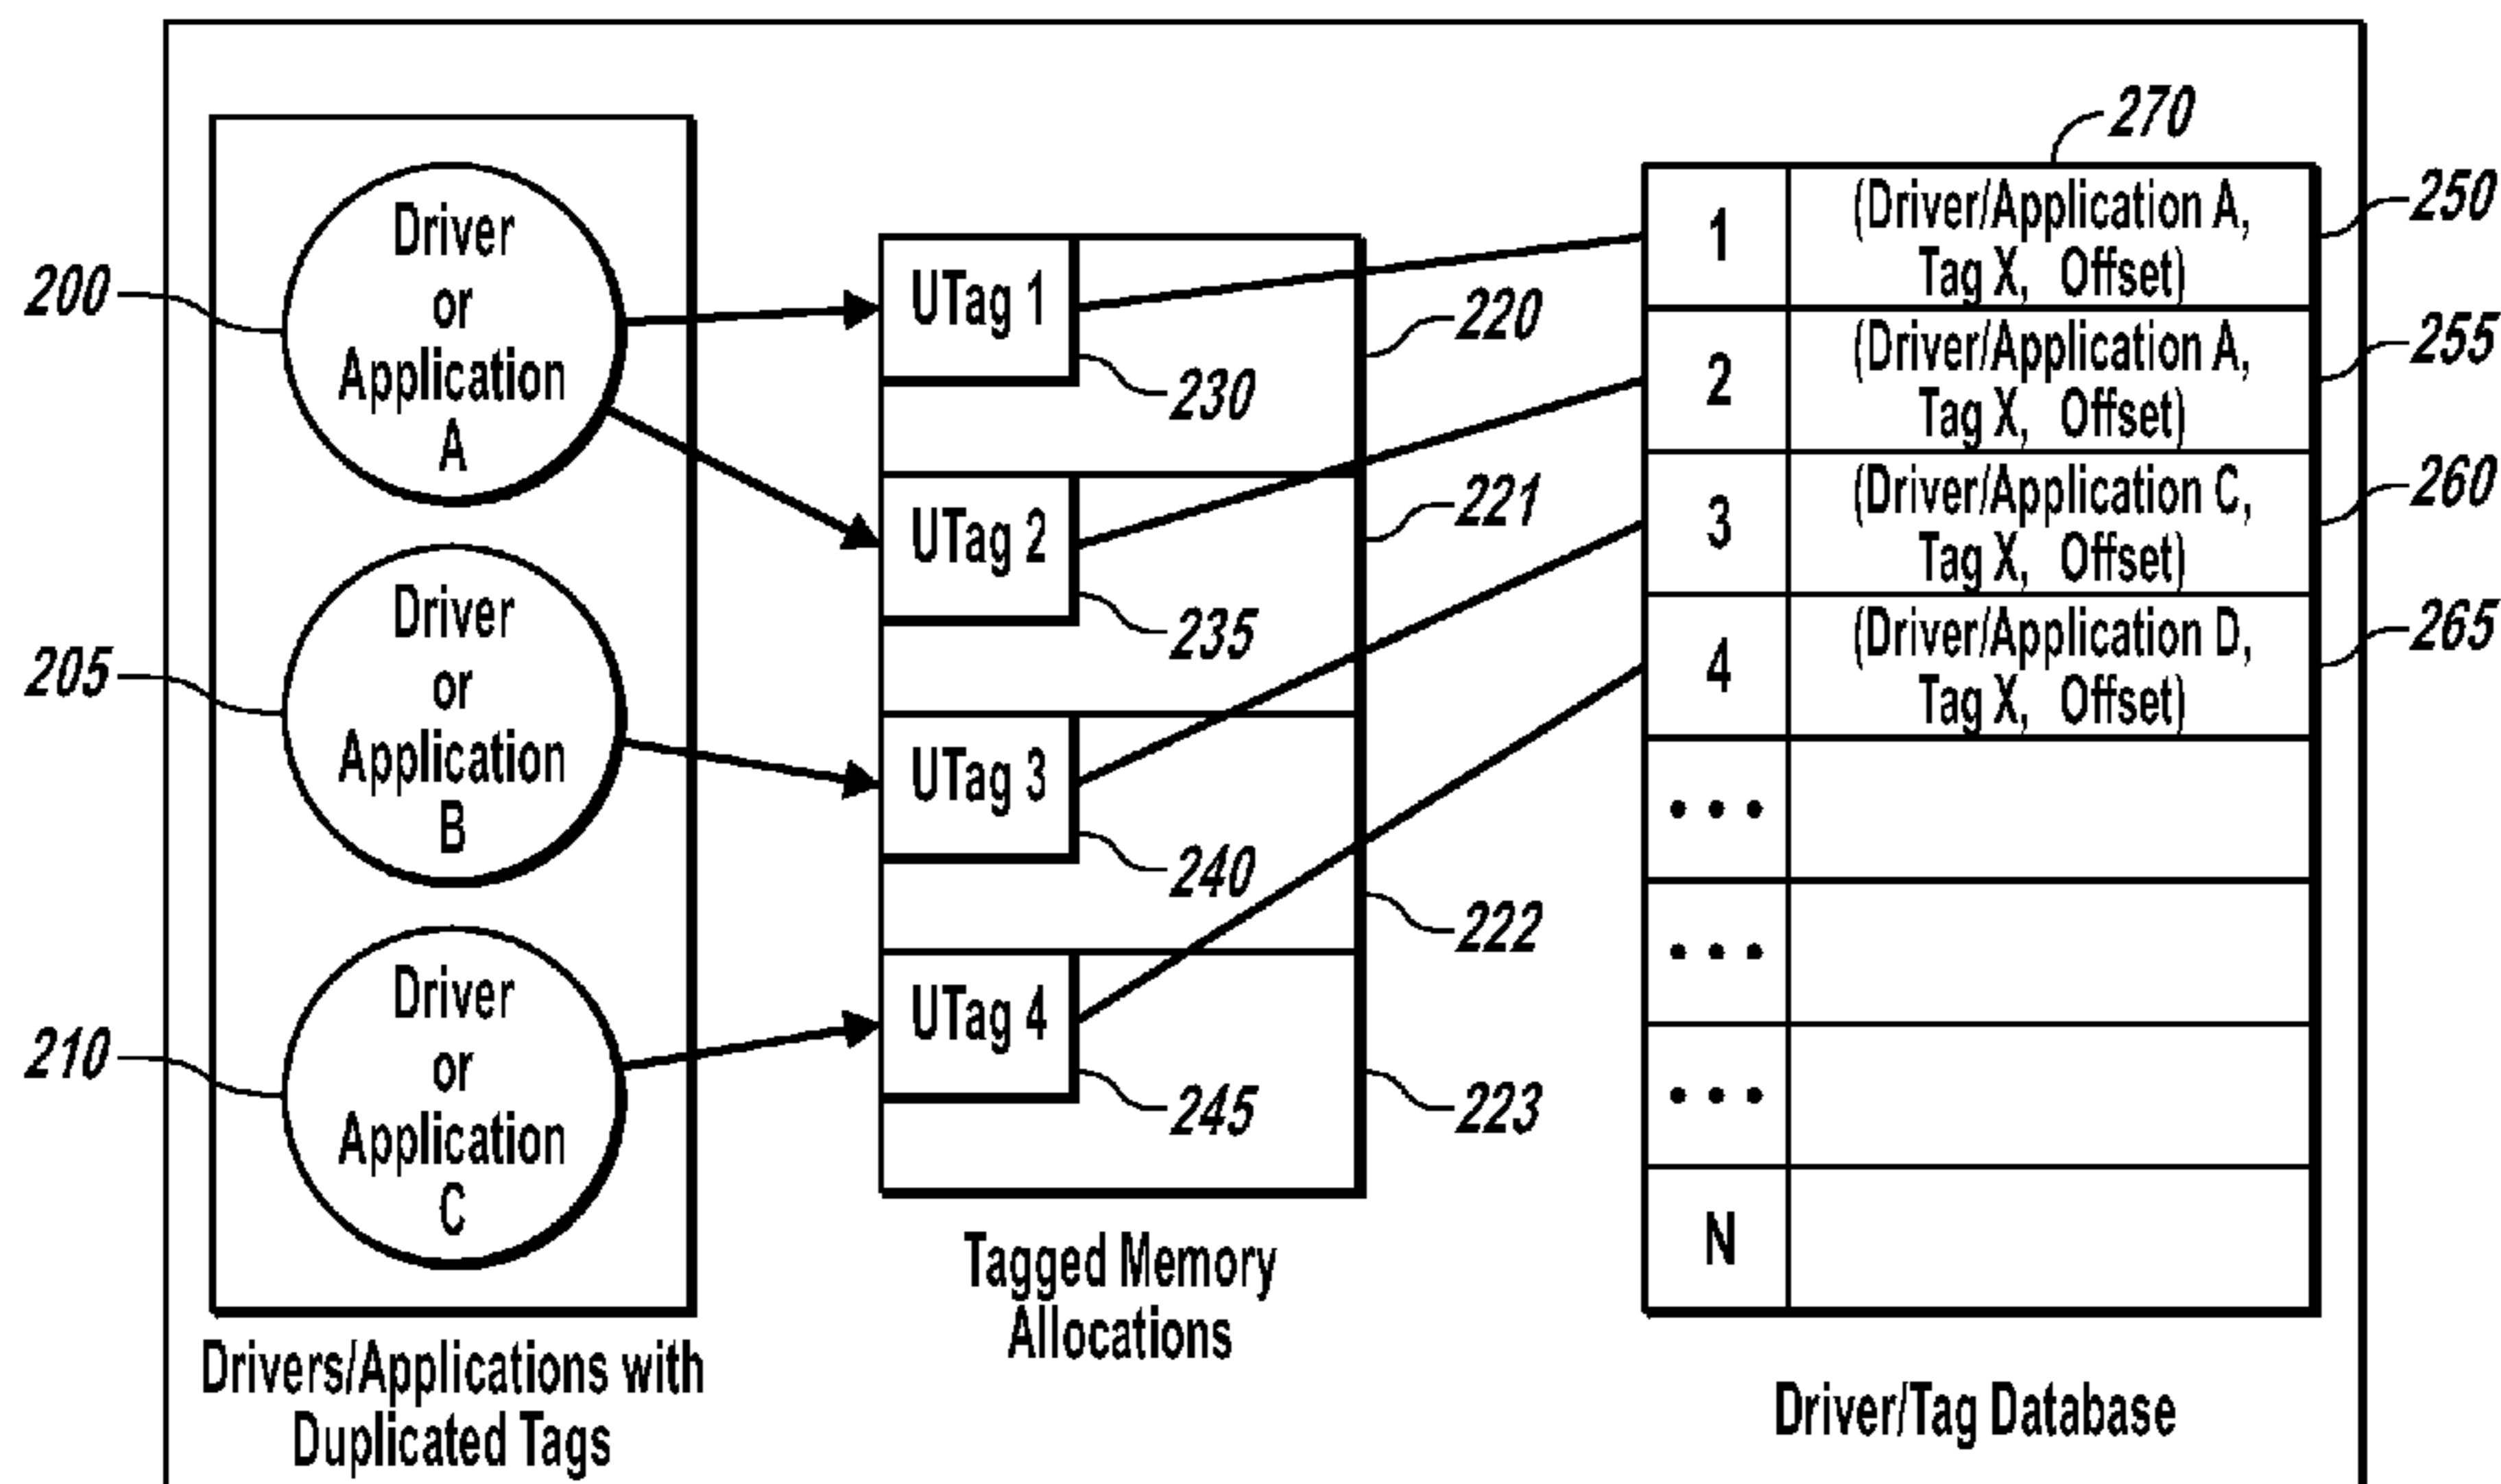 270
200
Driver
or
Application
A
205
Driver
or
Application
B
210
Driver
or
Application
C
Drivers/Applications with
Duplicated Tags
UTag 1
230
220
UTag 2
235
221
UTag 3
240
222
UTag 4
245
223
Tagged Memory
Allocations
1
(Driver/Application A,
Tag X, Offset)
250
2
(Driver/Application A,
Tag X, Offset)
255
3
(Driver/Application C,
Tag X, Offset)
260
4
(Driver/Application D,
Tag X, Offset)
265
• • •
• • •
• • •
N
Driver/Tag Database